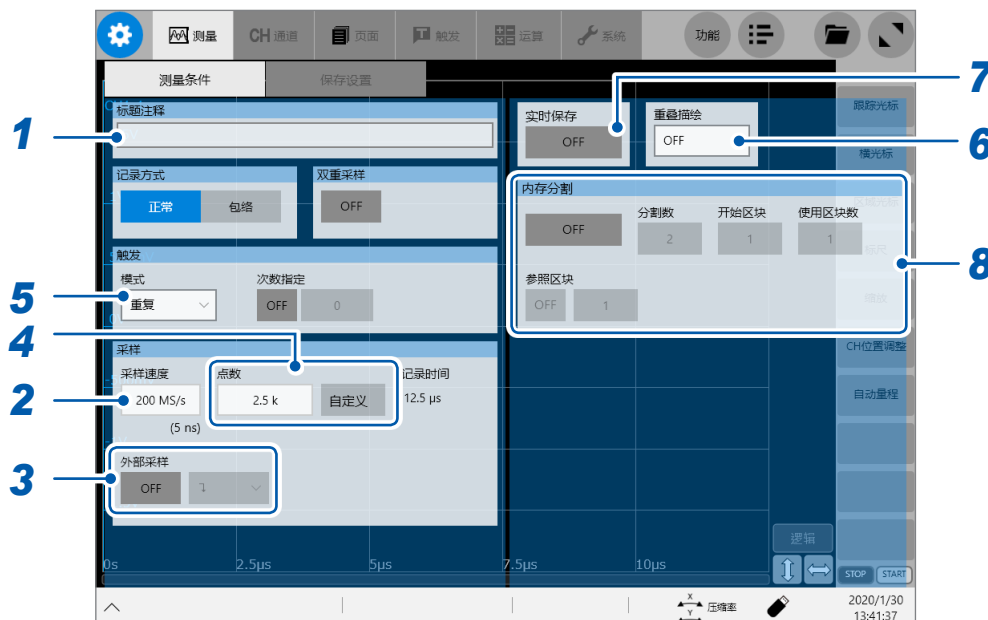 测量 CH 通道 页面 触发 运算 系统 功能
测量条件 保存设置
7
跟踪光标
标题注释
实时保存 重叠描绘
1
OFF OFF
6
横光标
记录方式 双重采样
内存分割
正常 包络 OFF
分割数 开始区块 使用区块数
OFF 2 1 1
标尺
8
触发
模式 次数指定
参照区块
5
重复 OFF 0
OFF 1
缩放
4
采样
CH位置调整
采样速度 点数 记录时间
2
200 MS/s 2.5 k 自定义 12.5 µs
自动量程
(5 ns)
外部采样
3
OFF
逻辑
0s 2.5µs 5µs 7.5µs 10µs
STOP START
X
Y
压缩率
2020/1/30
13:41:37